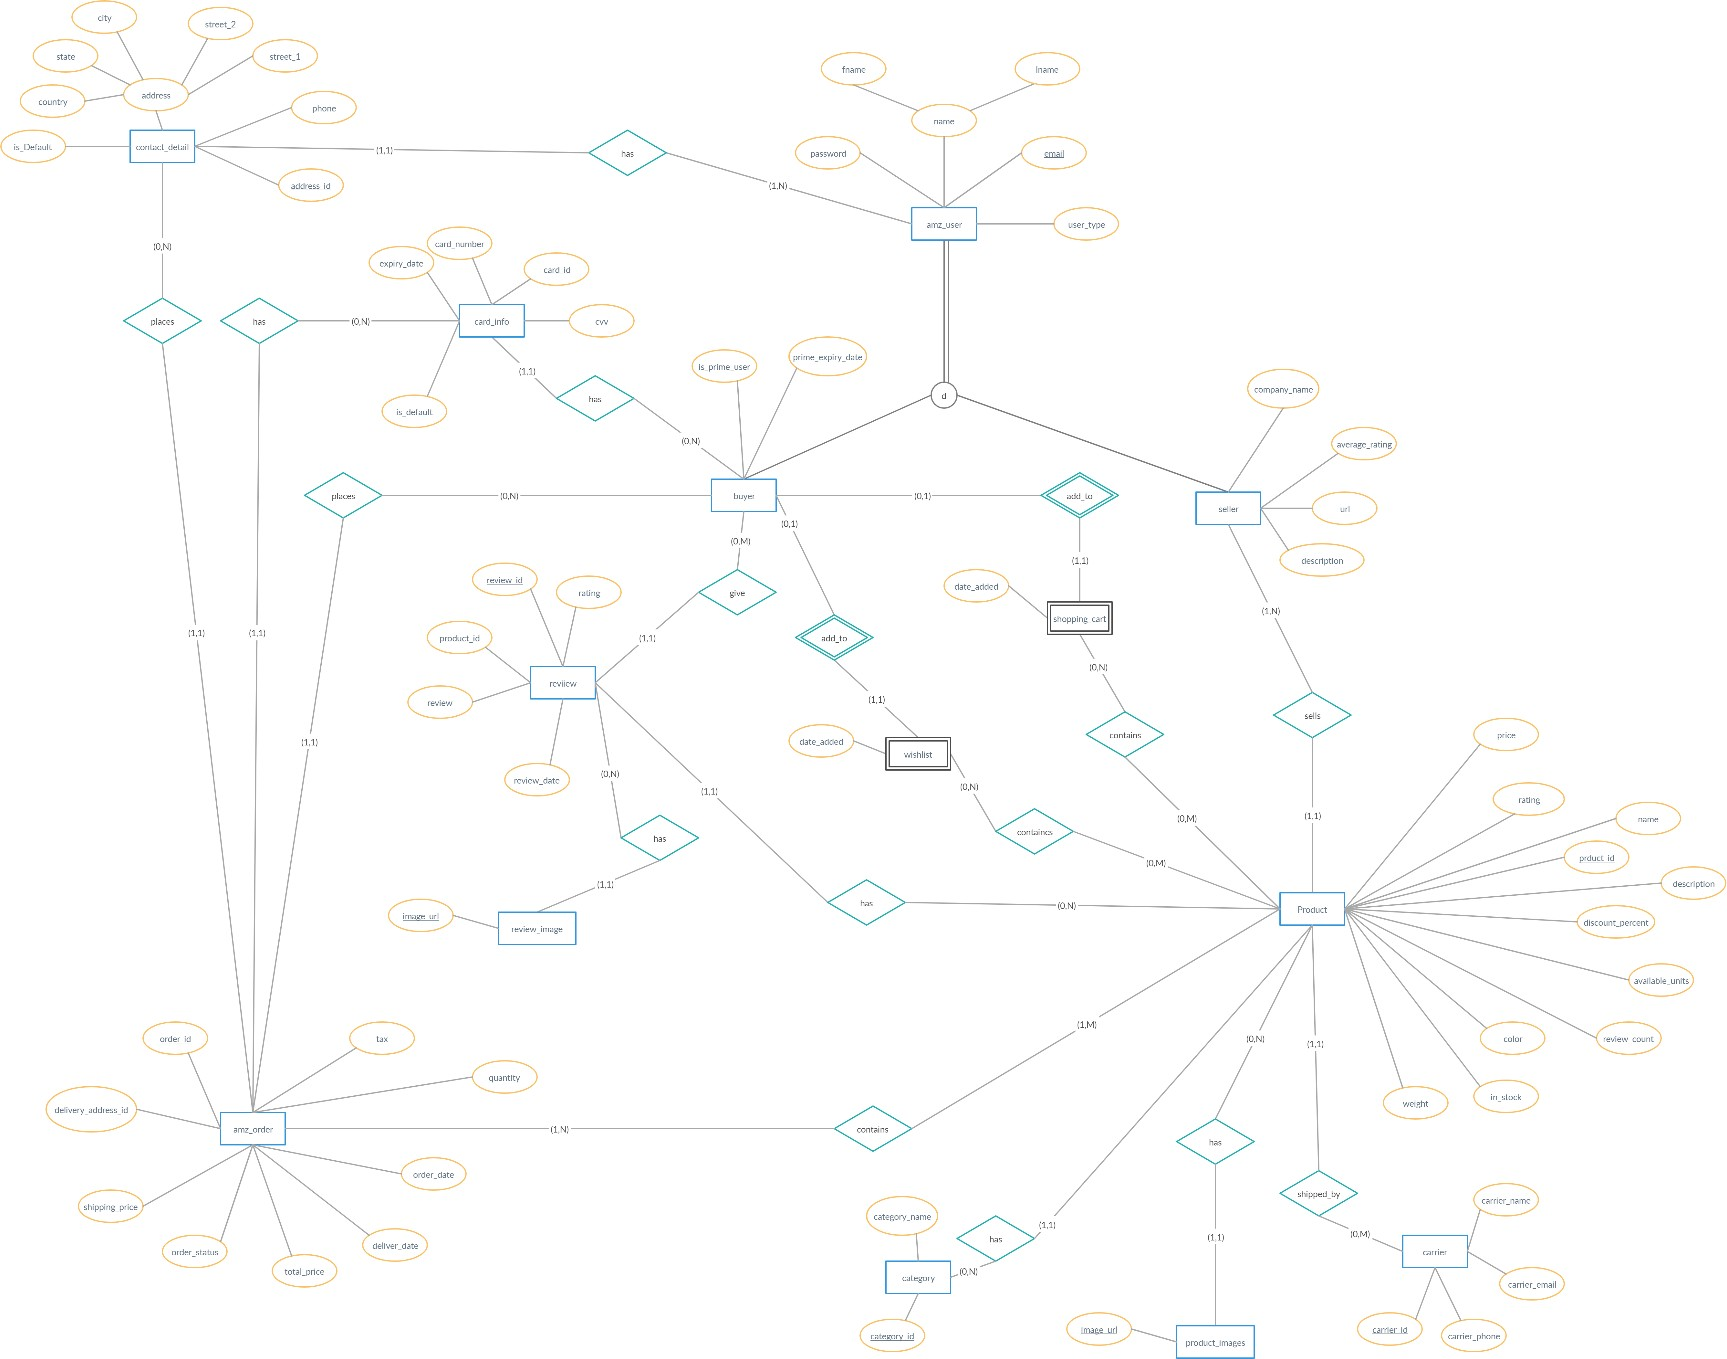 city
street_2
state
street_1
fname
lname
country
address
phone
name
is_Default
contact_detail
(1,1)
has
password
email
address_id
(1,N)
amz_user
user_type
(0,N)
card_number
expiry_date
card_id
places
has
(0,N)
card_info
cvv
is_prime_user
prime_expiry_date
(1,1)
has
is_default
d
company_name
(0,N)
average_rating
places
(0,N)
buyer
(0,1)
add_to
seller
url
(0,1)
(0,M)
(1,1)
description
review_id
rating
give
date_added
(1,N)
shopping_cart
(1,1)
(1,1)
product_id
(1,1)
add_to
(0,N)
reviiew
review
(1,1)
sells
contains
price
(1,1)
date_added
wishlist
review_date
(0,N)
(0,N)
(1,1)
(0,M)
(1,1)
rating
name
has
containcs
prduct_id
(0,M)
(1,1)
description
image_url
review_image
has
(0,N)
Product
discount_percent
available_units
(1,M)
order_id
tax
(0,N)
(1,1)
color
review_count
quantity
delivery_address_id
weight
in_stock
amz_order
(1,N)
contains
has
order_date
shipped_by
shipping_price
carrier_name
category_name
(1,1)
order_status
deliver_date
has
(1,1)
(0,M)
carrier
total_price
category
(0,N)
carrier_email
category_id
image_url
product_images
carrier_id
carrier_phone